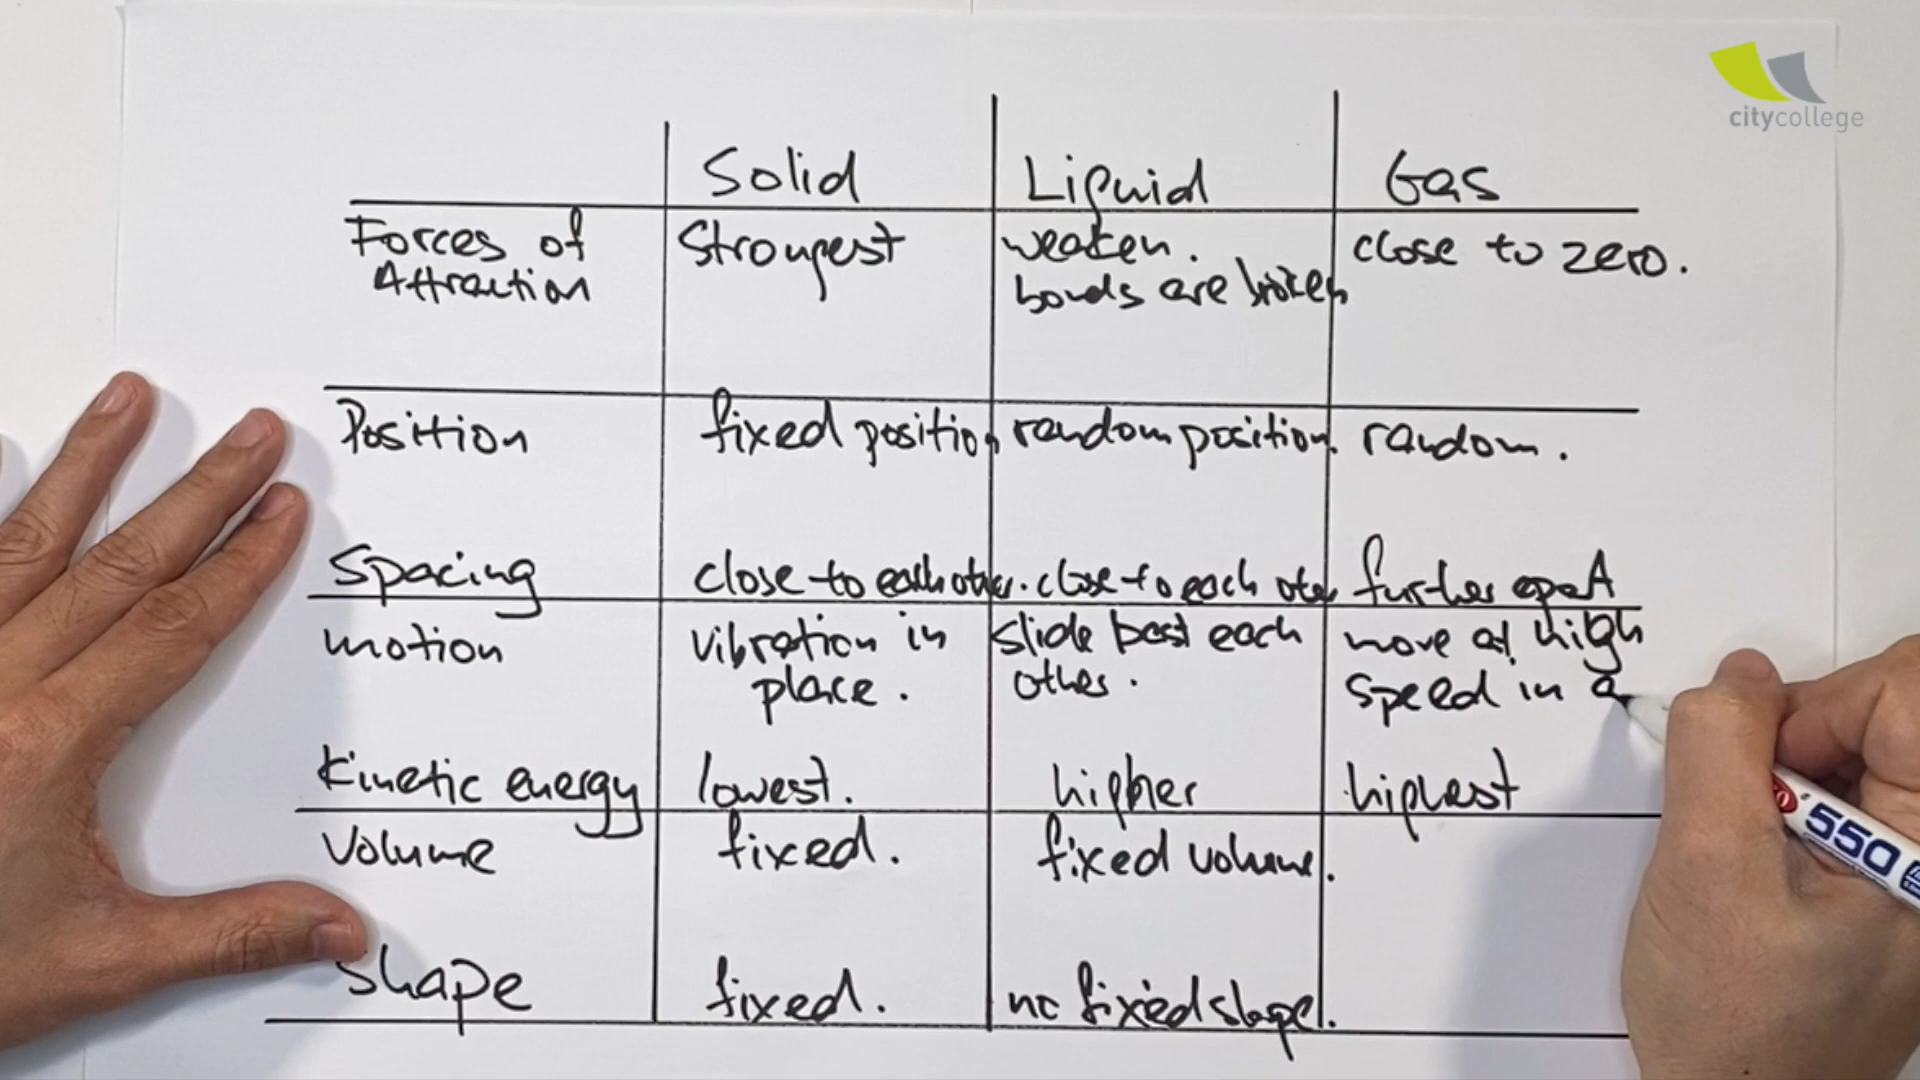 citycollege
Solid Liquid Gas
Forces of Attraction
Strongest
weaken.
bonds are broken
close to zero.
Position fixed position random position. random.
Spacing close to each other. close to each other further apart
motion
vibration in
place.
slide past each
other.
move at high
speed in a
Kinetic energy lowest. higher highest
Volume fixed. fixed volume.
shape fixed. no fixed shape.
550